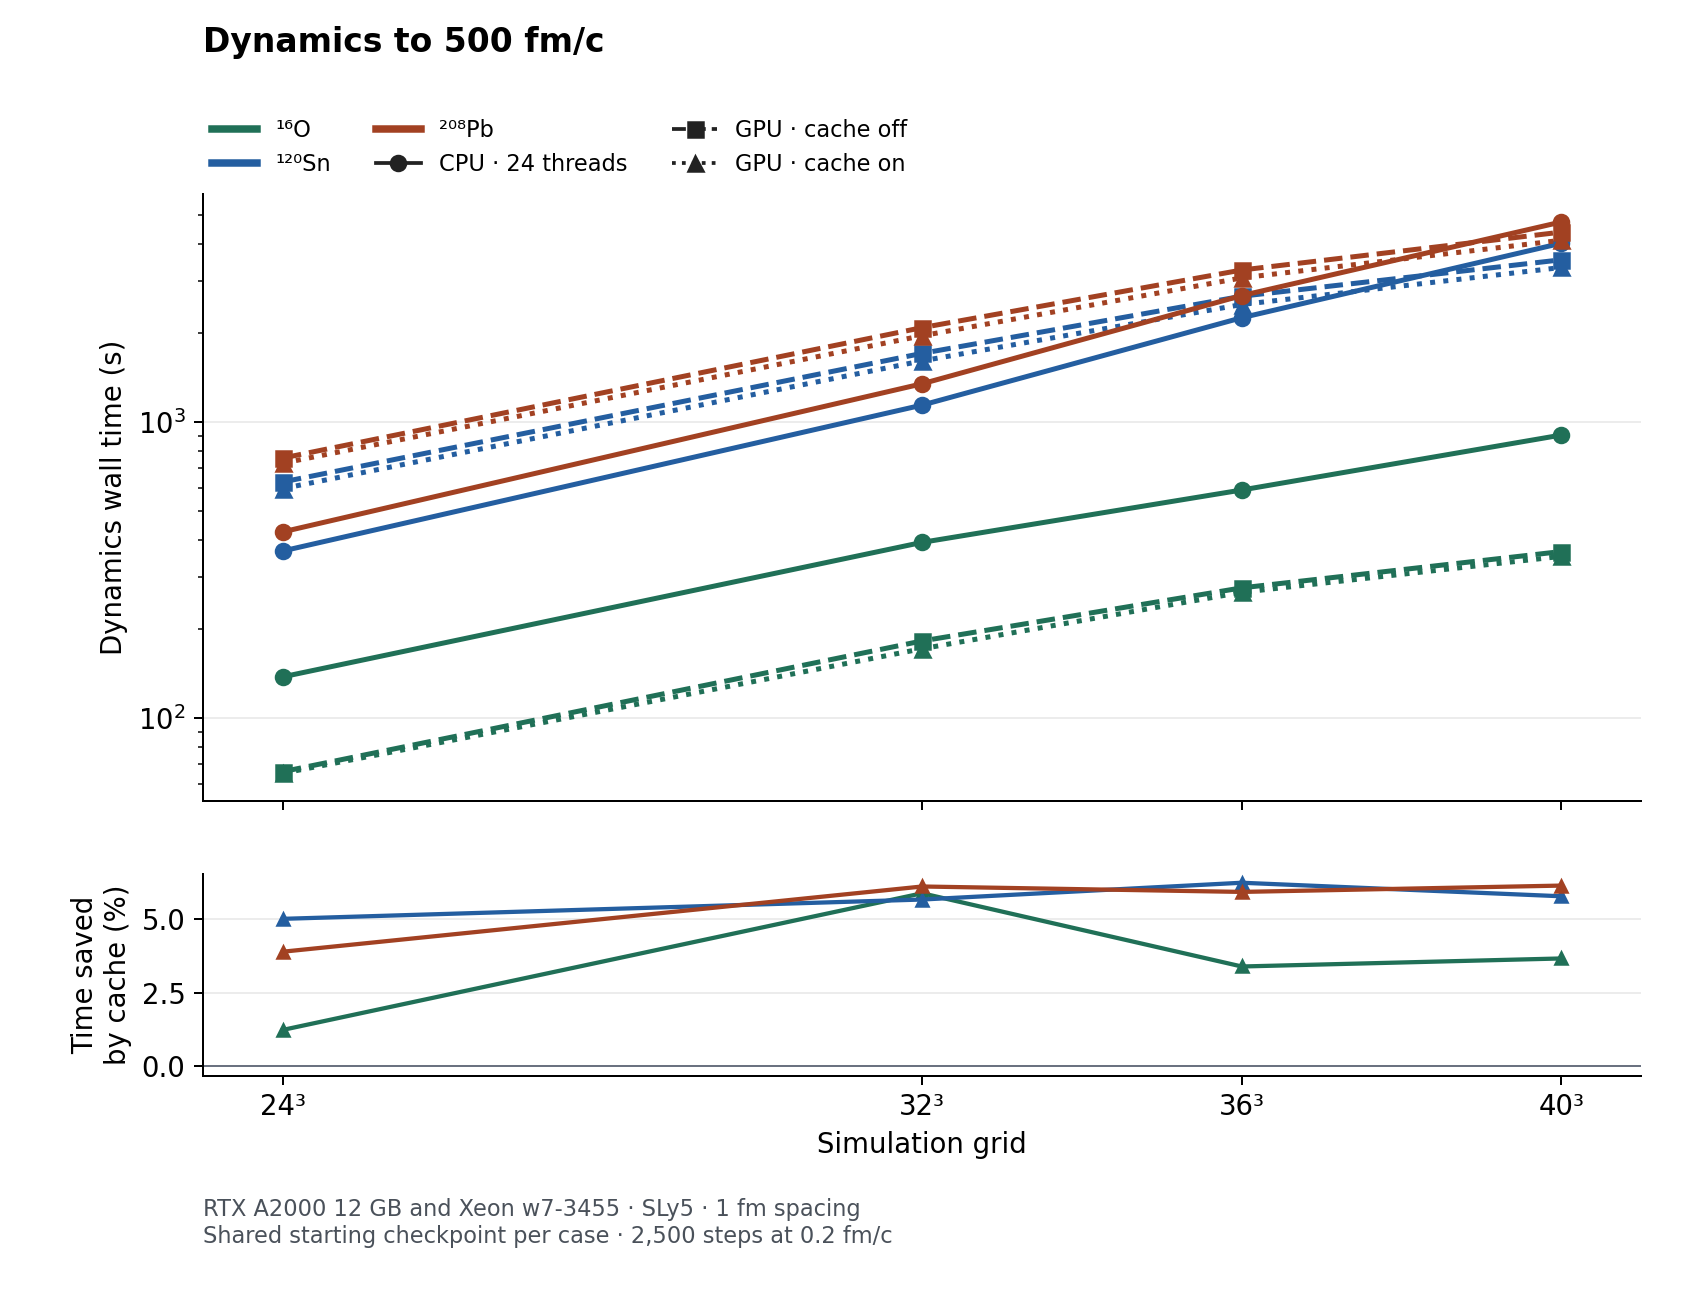 Dynamics to 500 fm/c
¹⁶O
¹²⁰Sn
²⁰⁸Pb
CPU · 24 threads
GPU · cache off
GPU · cache on
Dynamics wall time (s)
10³
10²
Time saved
by cache (%)
5.0
2.5
0.0
24³ 32³ 36³ 40³
Simulation grid
RTX A2000 12 GB and Xeon w7-3455 · SLy5 · 1 fm spacing
Shared starting checkpoint per case · 2,500 steps at 0.2 fm/c